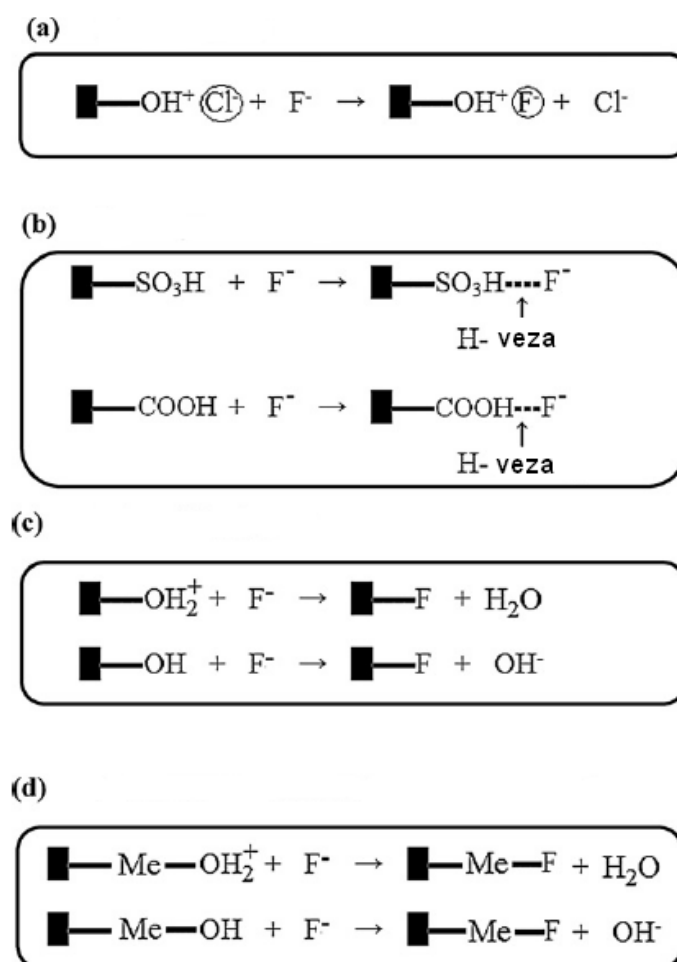 (a)
OH⁺ Cl⁻ + F⁻ → OH⁺ F⁻ + Cl⁻
(b)
SO₃H + F⁻ → SO₃H····F⁻
↑
H- veza
COOH + F⁻ → COOH···F⁻
↑
H- veza
(c)
OH₂⁺ + F⁻ → F + H₂O
OH + F⁻ → F + OH⁻
(d)
Me — OH₂⁺ + F⁻ → Me — F + H₂O
Me — OH + F⁻ → Me — F + OH⁻